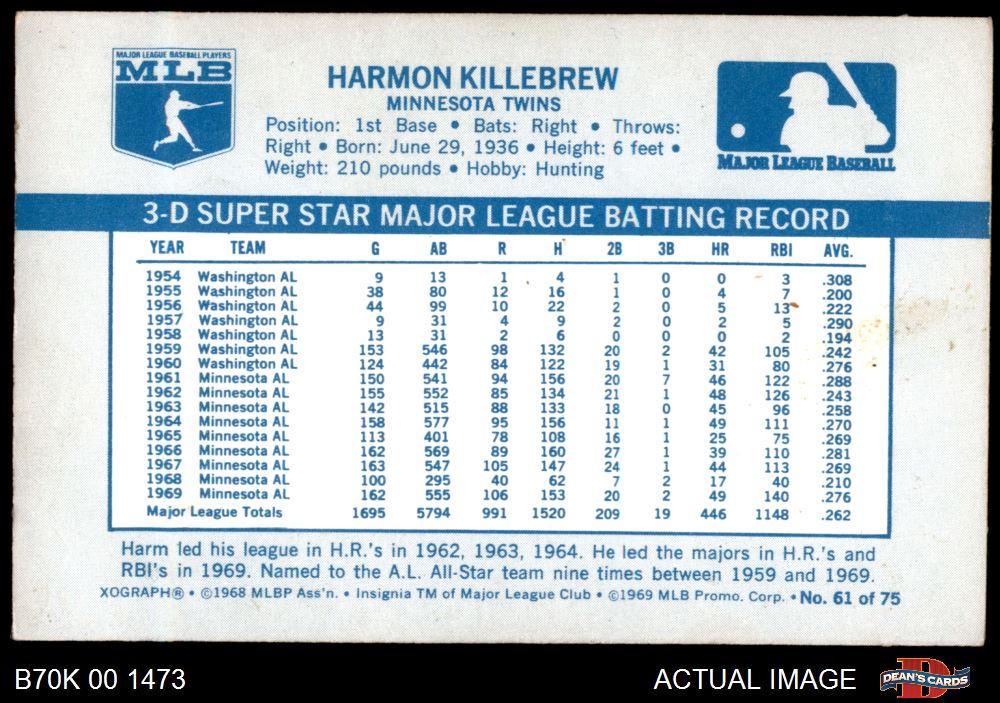 MAJOR LEAGUE BASEBALL PLAYERS
MLB
HARMON KILLEBREW
MINNESOTA TWINS
Position: 1st Base • Bats: Right • Throws:
Right • Born: June 29, 1936 • Height: 6 feet •
Weight: 210 pounds • Hobby: Hunting
MAJOR LEAGUE BASEBALL
3-D SUPER STAR MAJOR LEAGUE BATTING RECORD
YEAR TEAM G AB R H 2B 3B HR RBI AVG.
1954 Washington AL 9 13 1 4 1 0 0 3 .308
1955 Washington AL 38 80 12 16 1 0 4 7 .200
1956 Washington AL 44 99 10 22 2 0 5 13 .222
1957 Washington AL 9 31 4 9 2 0 2 5 .290
1958 Washington AL 13 31 2 6 0 0 0 2 .194
1959 Washington AL 153 546 98 132 20 2 42 105 .242
1960 Washington AL 124 442 84 122 19 1 31 80 .276
1961 Minnesota AL 150 541 94 156 20 7 46 122 .288
1962 Minnesota AL 155 552 85 134 21 1 48 126 .243
1963 Minnesota AL 142 515 88 133 18 0 45 96 .258
1964 Minnesota AL 158 577 95 156 11 1 49 111 .270
1965 Minnesota AL 113 401 78 108 16 1 25 75 .269
1966 Minnesota AL 162 569 89 160 27 1 39 110 .281
1967 Minnesota AL 163 547 105 147 24 1 44 113 .269
1968 Minnesota AL 100 295 40 62 7 2 17 40 .210
1969 Minnesota AL 162 555 106 153 20 2 49 140 .276
Major League Totals 1695 5794 991 1520 209 19 446 1148 .262
Harm led his league in H.R.'s in 1962, 1963, 1964. He led the majors in H.R.'s and
RBI's in 1969. Named to the A.L. All-Star team nine times between 1959 and 1969.
XOGRAPH® • ©1968 MLBP Ass'n. • Insignia TM of Major League Club • ©1969 MLB Promo. Corp. • No. 61 of 75
B70K 00 1473
ACTUAL IMAGE
DEAN'S CARDS